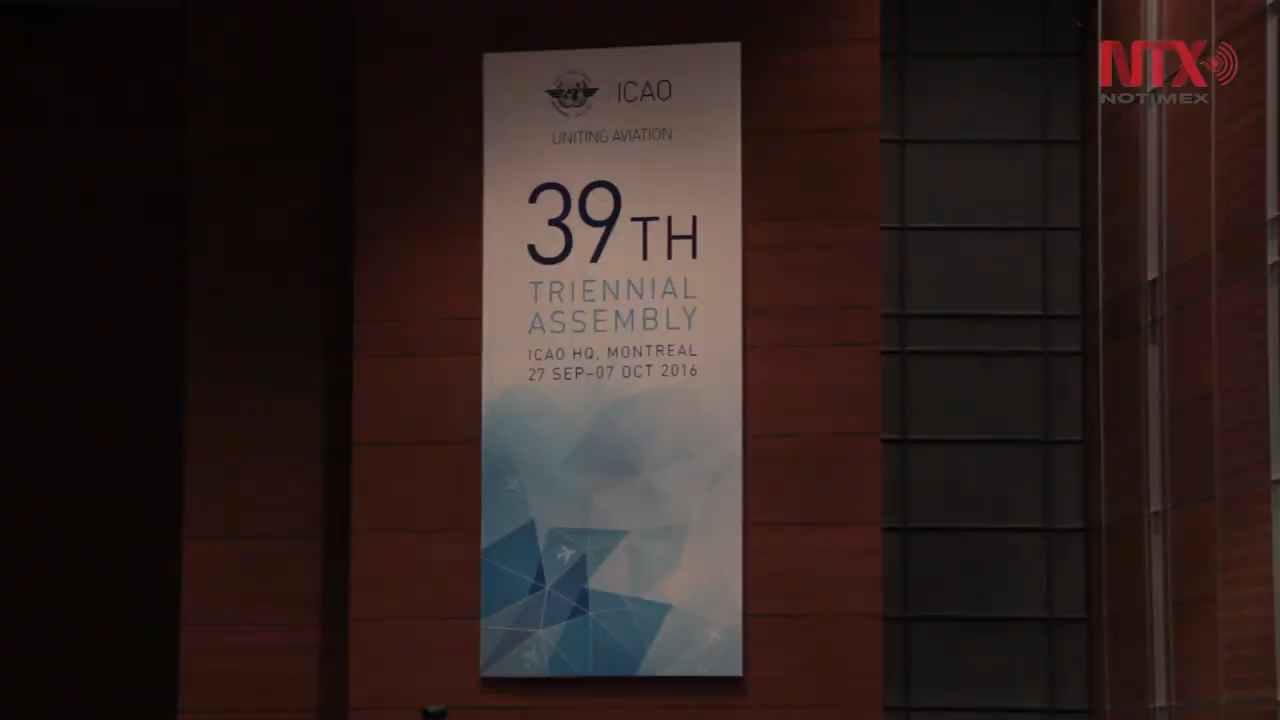 ICAO
UNITING AVIATION
39TH
TRIENNIAL
ASSEMBLY
ICAO HQ, MONTREAL
27 SEP–07 OCT 2016
NTX
NOTIMEX